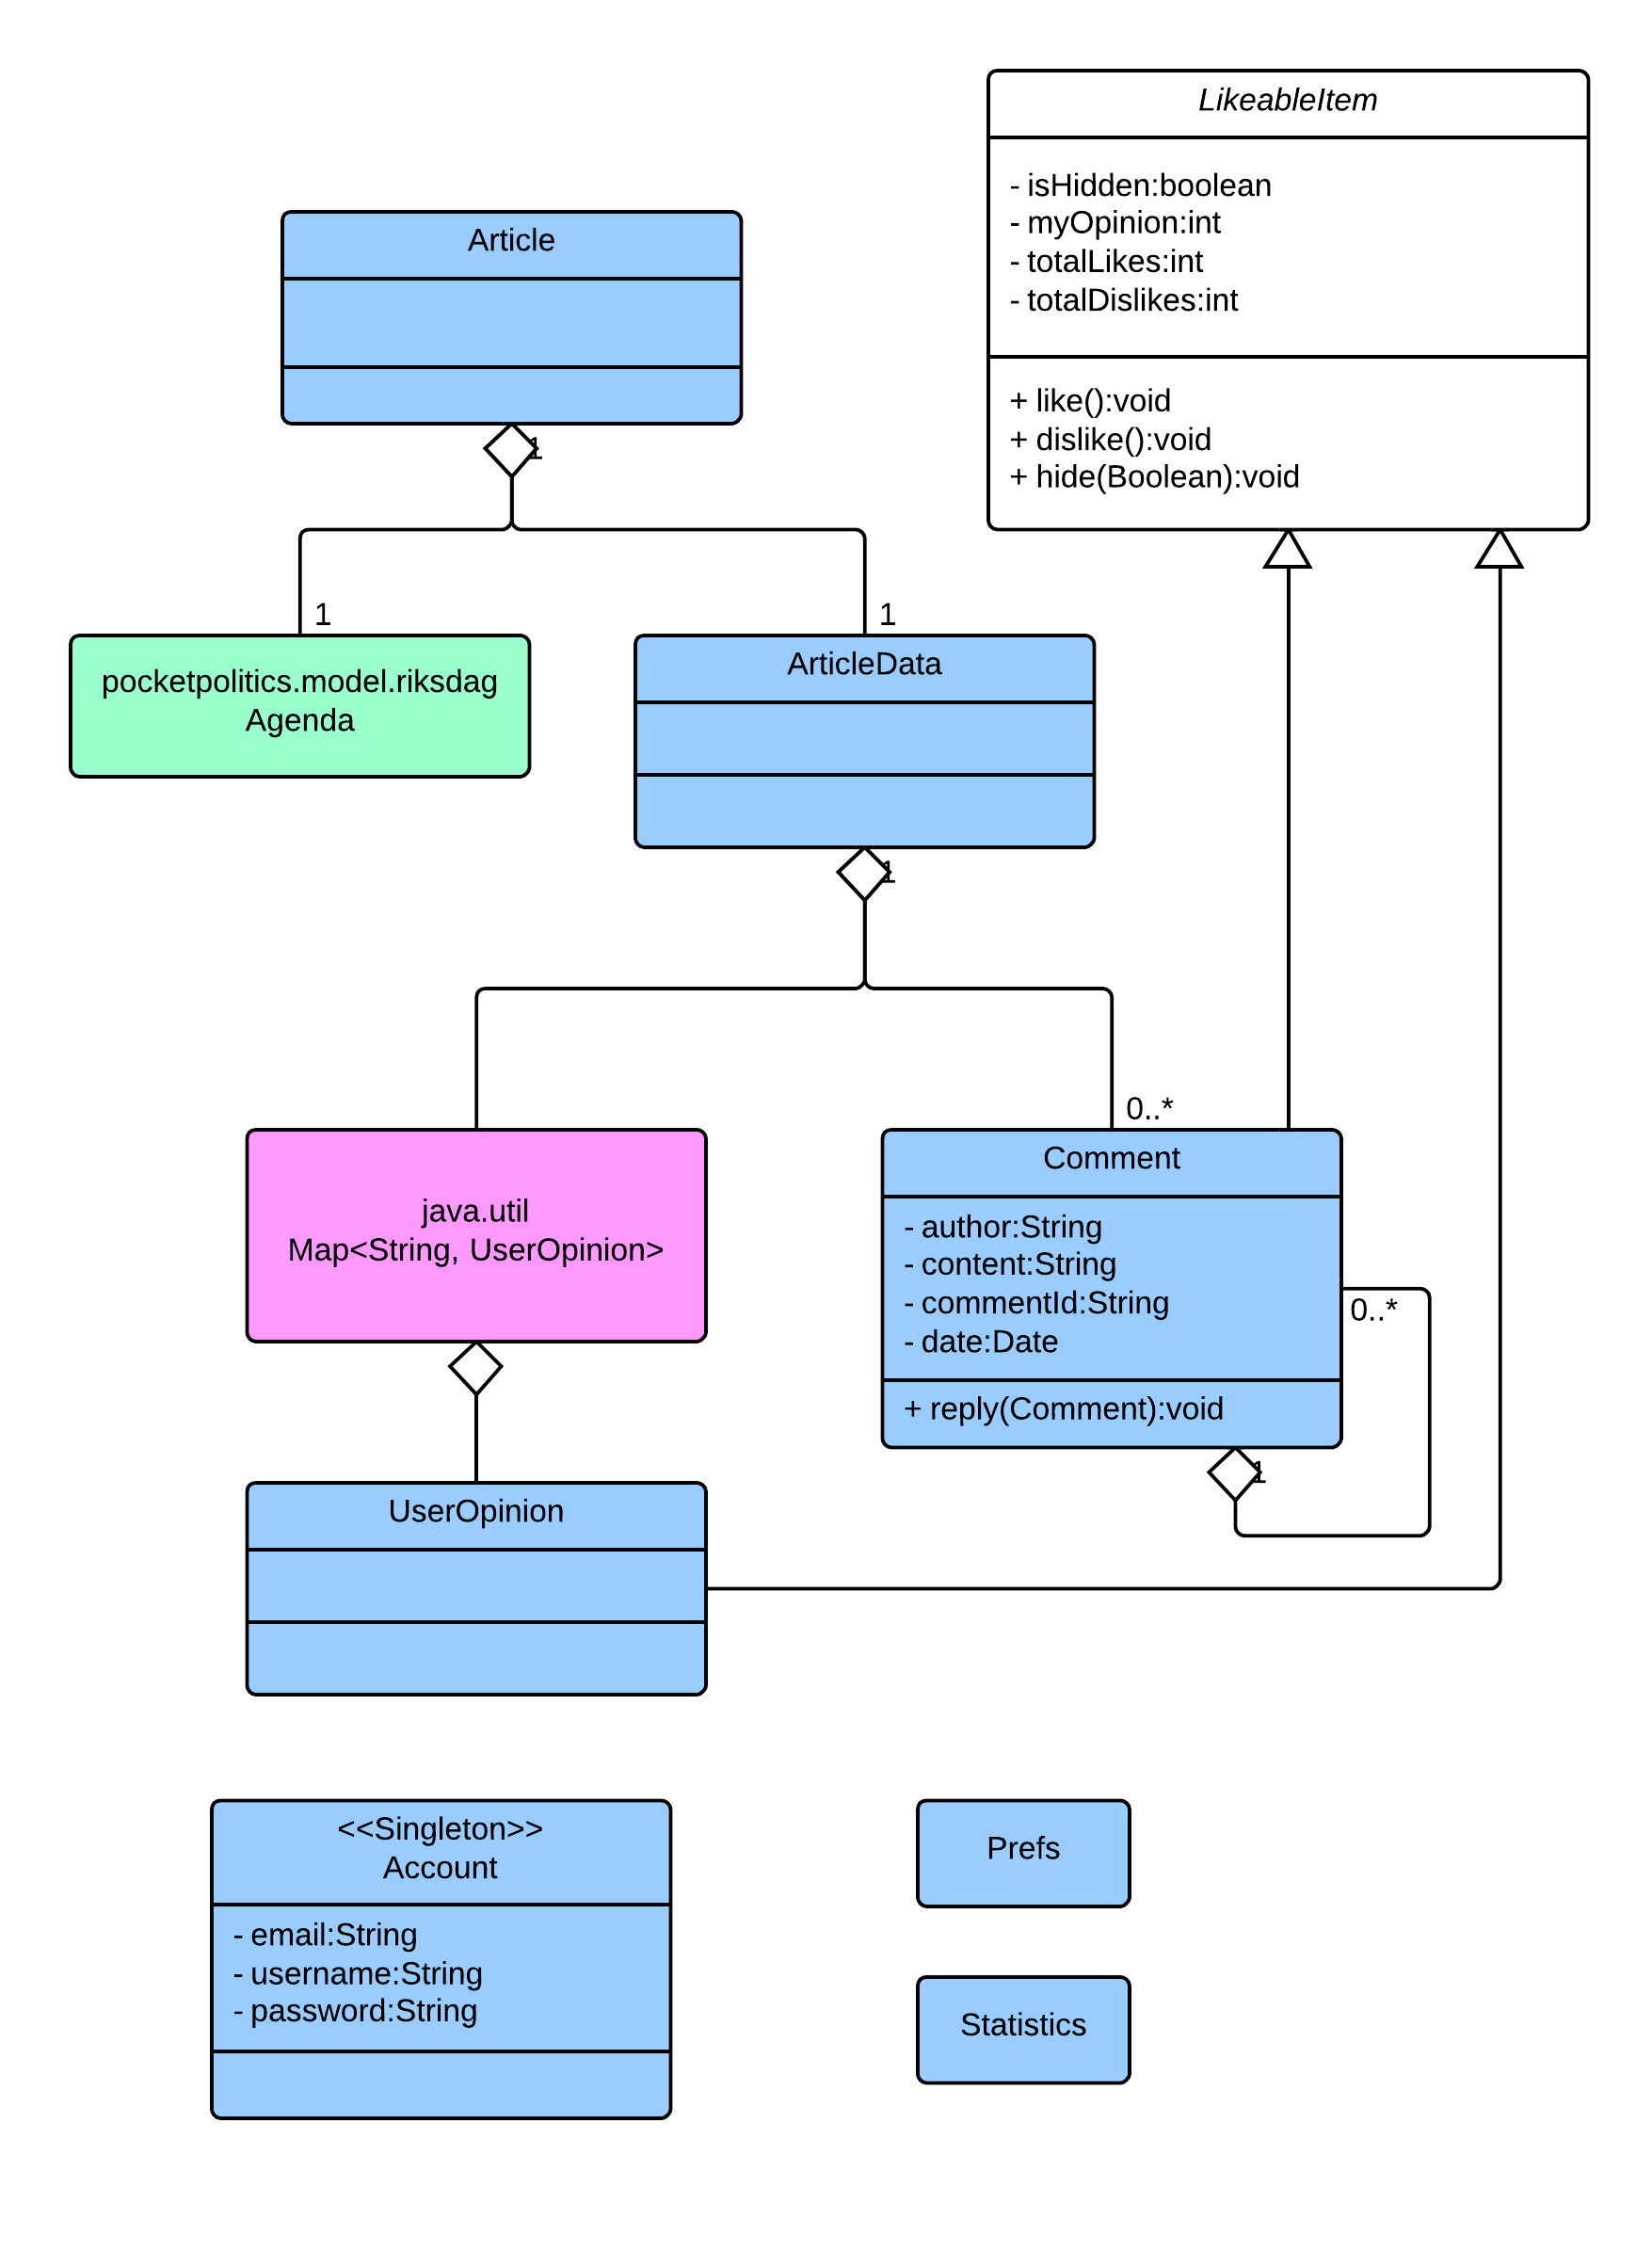 LikeableItem
- isHidden:boolean
- myOpinion:int
- totalLikes:int
- totalDislikes:int
+ like():void
+ dislike():void
+ hide(Boolean):void
Article
1
1
1
pocketpolitics.model.riksdag
Agenda
ArticleData
1
0..*
java.util
Map<String, UserOpinion>
Comment
- author:String
- content:String
- commentId:String
- date:Date
+ reply(Comment):void
0..*
1
UserOpinion
<<Singleton>>
Account
- email:String
- username:String
- password:String
Prefs
Statistics